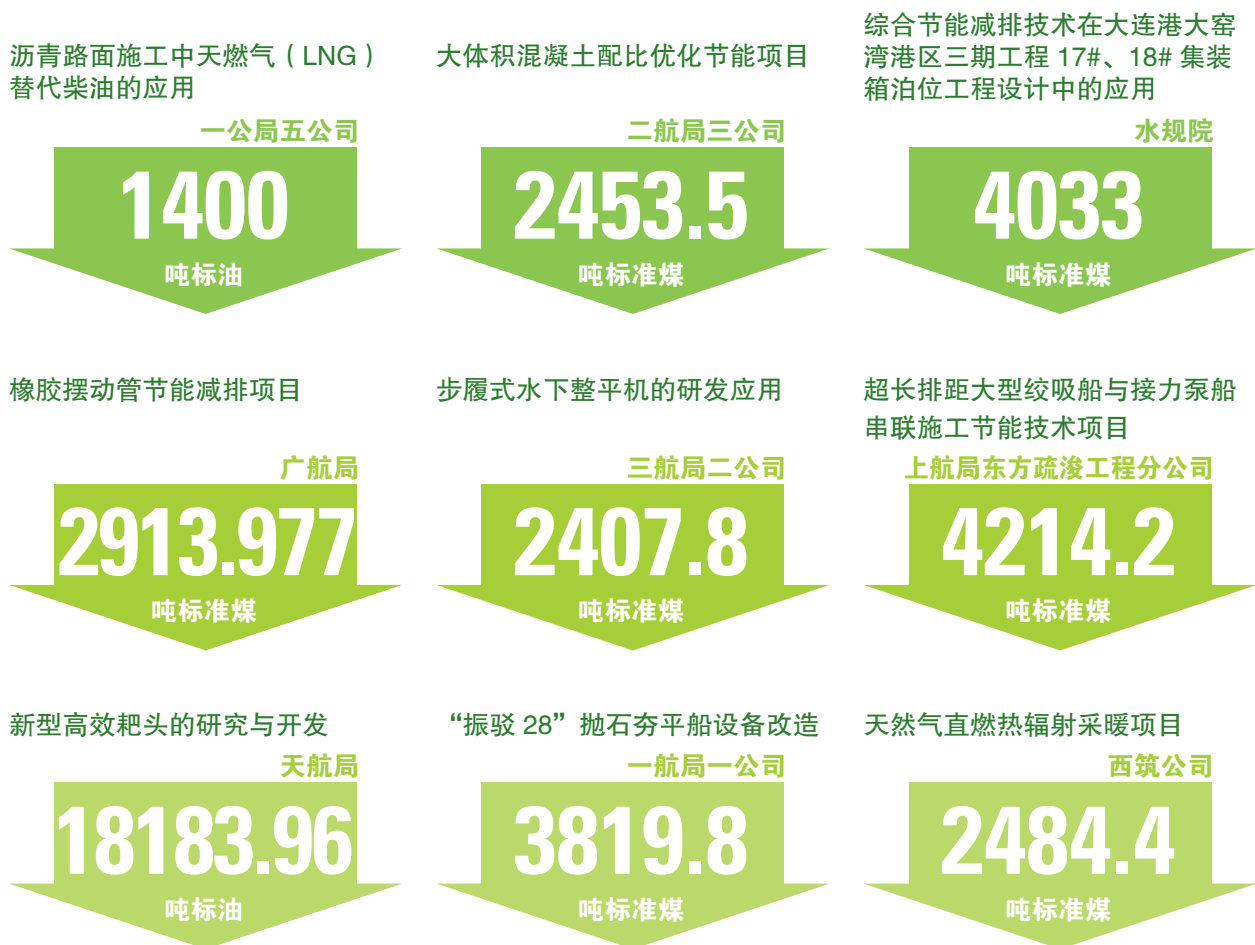 沥青路面施工中天燃气（LNG）
替代柴油的应用
一公局五公司
1400
吨标油
大体积混凝土配比优化节能项目
二航局三公司
2453.5
吨标准煤
综合节能减排技术在大连港大窑
湾港区三期工程 17#、18# 集装
箱泊位工程设计中的应用
水规院
4033
吨标准煤
橡胶摆动管节能减排项目
广航局
2913.977
吨标准煤
步履式水下整平机的研发应用
三航局二公司
2407.8
吨标准煤
超长排距大型绞吸船与接力泵船
串联施工节能技术项目
上航局东方疏浚工程分公司
4214.2
吨标准煤
新型高效耙头的研究与开发
天航局
18183.96
吨标油
“振驳 28”抛石夯平船设备改造
一航局一公司
3819.8
吨标准煤
天然气直燃热辐射采暖项目
西筑公司
2484.4
吨标准煤